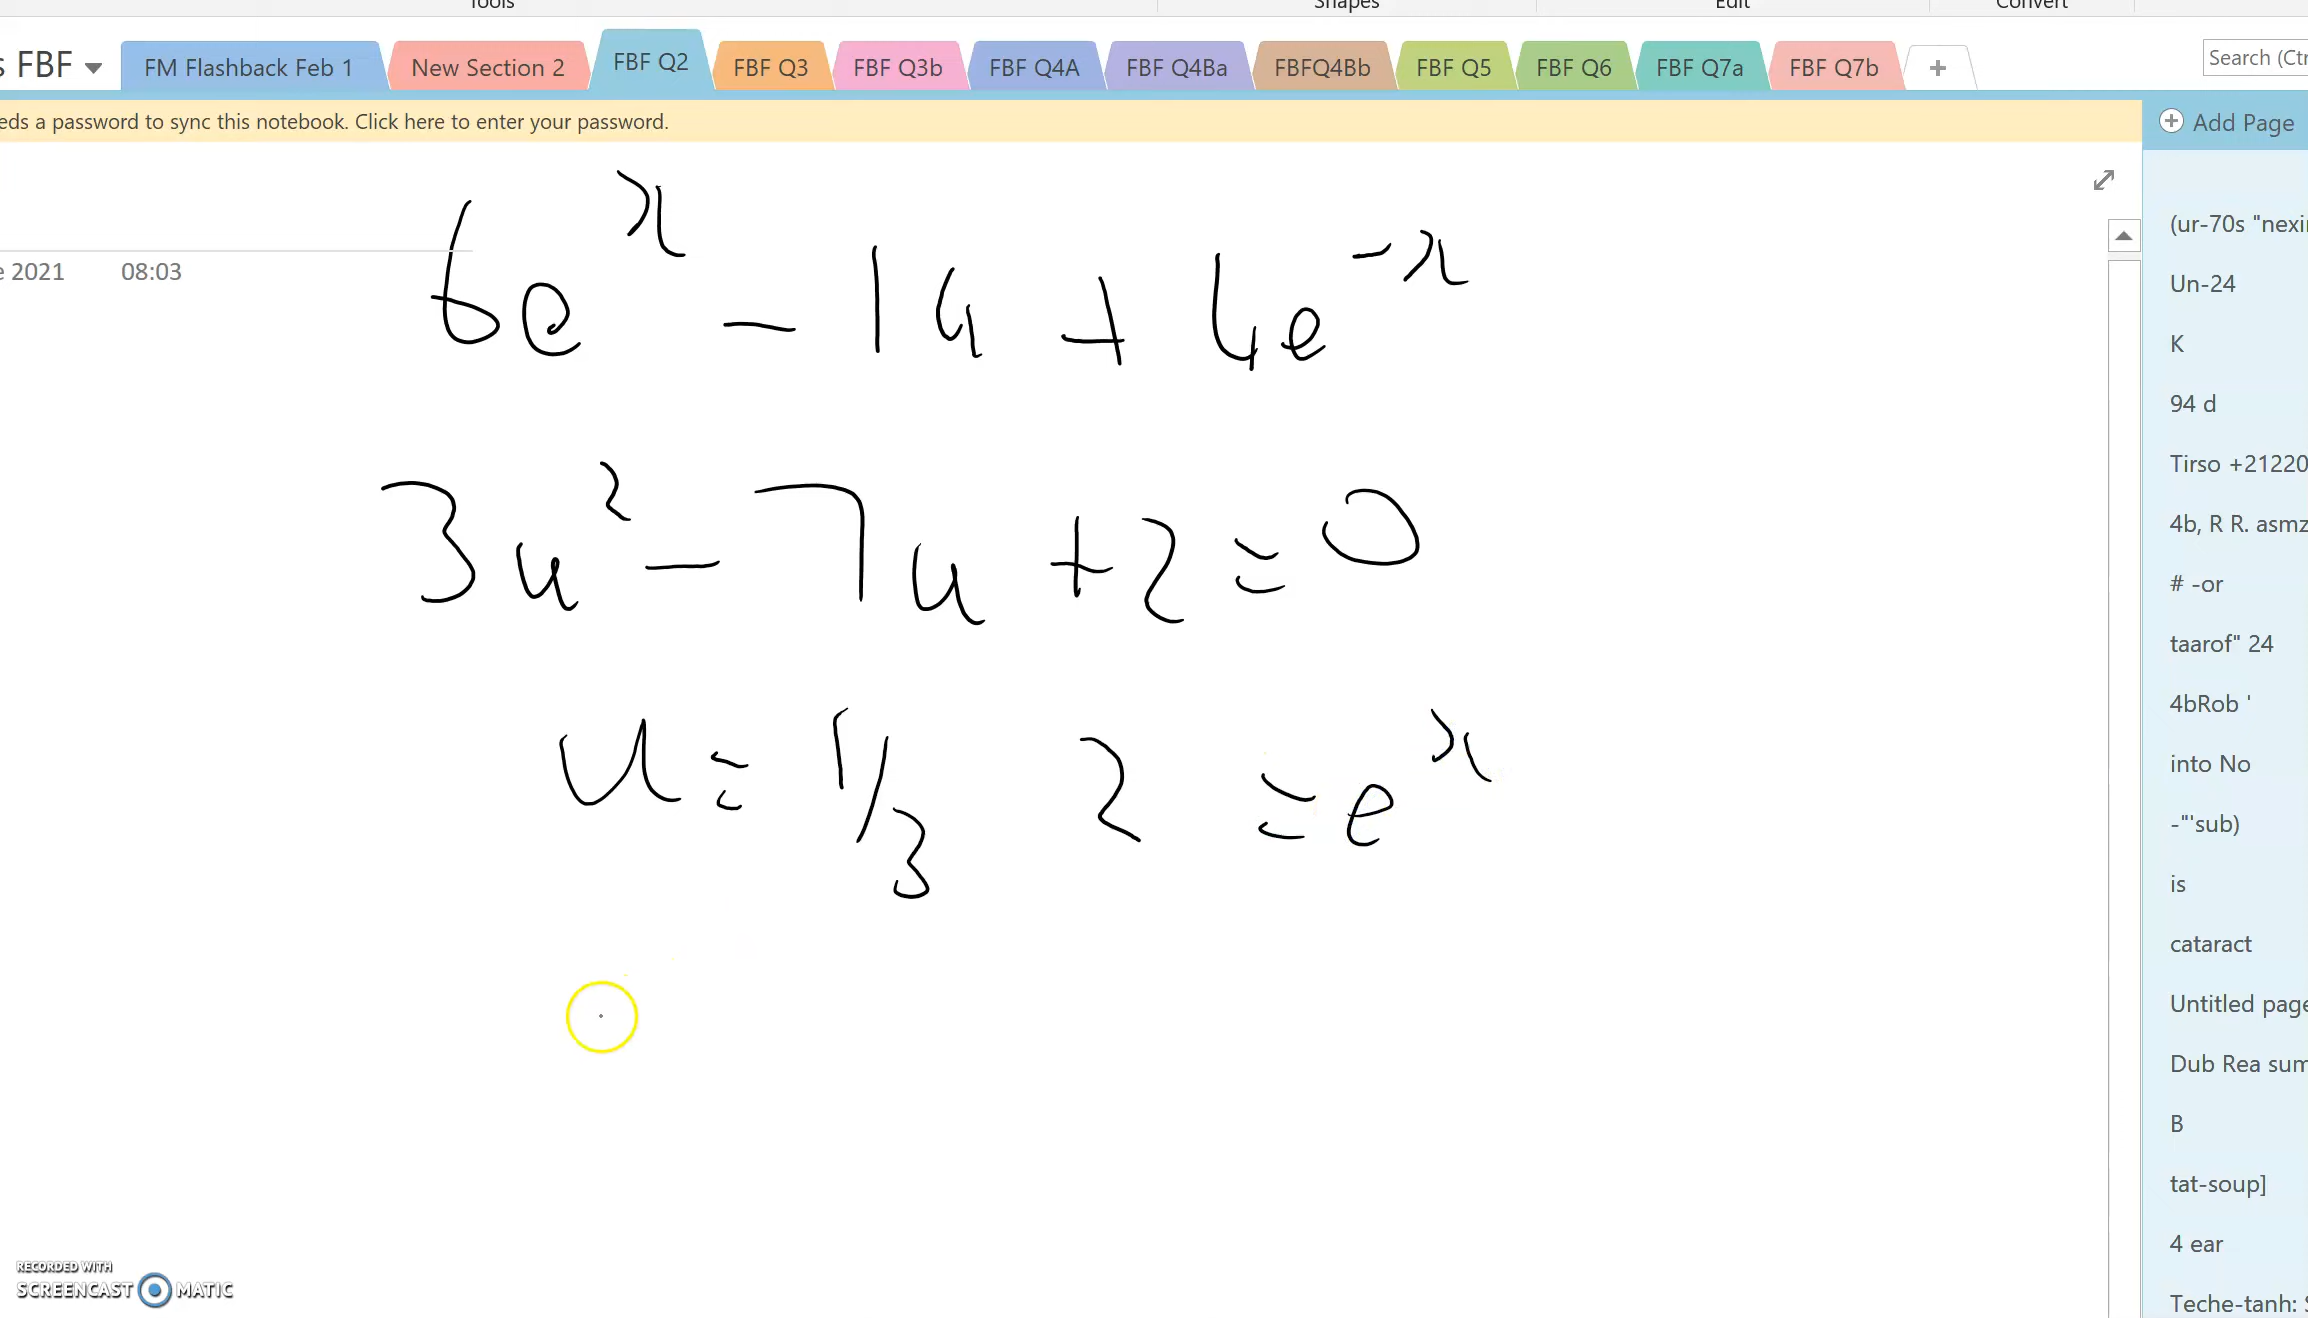 Tools Shapes Edit Convert
s FBF FM Flashback Feb 1 New Section 2 FBF Q2 FBF Q3 FBF Q3b FBF Q4A FBF Q4Ba FBFQ4Bb FBF Q5 FBF Q6 FBF Q7a FBF Q7b + Search (Ctr
eds a password to sync this notebook. Click here to enter your password.
Add Page
e 2021 08:03
6e^x - 14 + 4e^-x
3u² - 7u + 2 = 0
u = 1/3 2 = e^x
(ur-70s "nexi
Un-24
K
94 d
Tirso +21220
4b, R R. asmz
# -or
taarof" 24
4bRob '
into No
-"'sub)
is
cataract
Untitled page
Dub Rea sum
B
tat-soup]
4 ear
Teche-tanh: S
RECORDED WITH
SCREENCAST MATIC